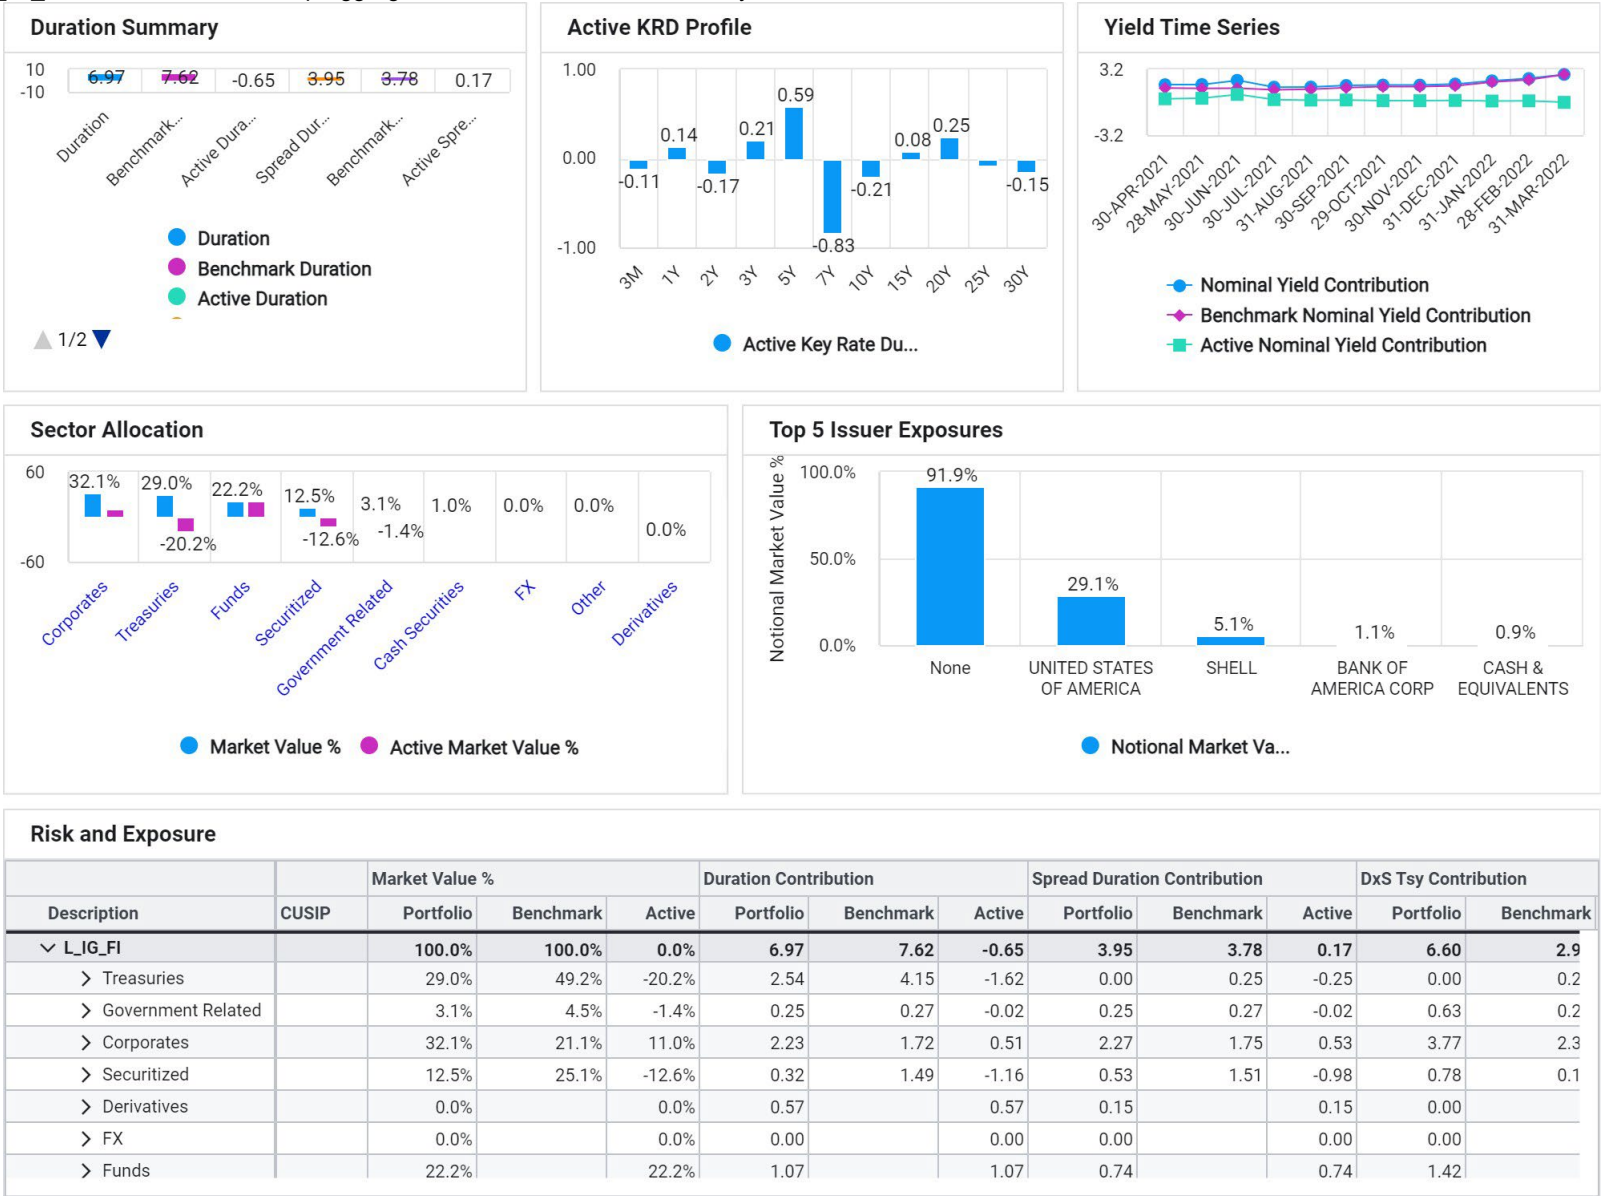 Duration Summary
10
-10
6.97 7.62 -0.65 3.95 3.78 0.17
Duration Benchmark... Active Dura... Spread Dur... Benchmark... Active Spre...
Duration
Benchmark Duration
Active Duration
1/2
Active KRD Profile
1.00
0.00
-1.00
-0.11 0.14 -0.17 0.21 0.59 -0.83 -0.21 0.08 0.25 -0.15
3M 1Y 2Y 3Y 5Y 7Y 10Y 15Y 20Y 25Y 30Y
Active Key Rate Du...
Yield Time Series
3.2
-3.2
30-APR-2021 28-MAY-2021 30-JUN-2021 30-JUL-2021 31-AUG-2021 30-SEP-2021 29-OCT-2021 30-NOV-2021 31-DEC-2021 31-JAN-2022 28-FEB-2022 31-MAR-2022
Nominal Yield Contribution
Benchmark Nominal Yield Contribution
Active Nominal Yield Contribution
Sector Allocation
60
-60
32.1% 29.0% -20.2% 22.2% 12.5% -12.6% 3.1% -1.4% 1.0% 0.0% 0.0% 0.0%
Corporates Treasuries Funds Securitized Government Related Cash Securities FX Other Derivatives
Market Value % Active Market Value %
Top 5 Issuer Exposures
Notional Market Value %
100.0%
50.0%
0.0%
91.9% 29.1% 5.1% 1.1% 0.9%
None UNITED STATES SHELL BANK OF CASH &
OF AMERICA AMERICA CORP EQUIVALENTS
Notional Market Va...
Risk and Exposure
Market Value % Duration Contribution Spread Duration Contribution DxS Tsy Contribution
Description CUSIP Portfolio Benchmark Active Portfolio Benchmark Active Portfolio Benchmark Active Portfolio Benchmark
L_IG_FI 100.0% 100.0% 0.0% 6.97 7.62 -0.65 3.95 3.78 0.17 6.60 2.9
Treasuries 29.0% 49.2% -20.2% 2.54 4.15 -1.62 0.00 0.25 -0.25 0.00 0.2
Government Related 3.1% 4.5% -1.4% 0.25 0.27 -0.02 0.25 0.27 -0.02 0.63 0.2
Corporates 32.1% 21.1% 11.0% 2.23 1.72 0.51 2.27 1.75 0.53 3.77 2.3
Securitized 12.5% 25.1% -12.6% 0.32 1.49 -1.16 0.53 1.51 -0.98 0.78 0.1
Derivatives 0.0% 0.0% 0.57 0.57 0.15 0.15 0.00
FX 0.0% 0.0% 0.00 0.00 0.00 0.00 0.00
Funds 22.2% 22.2% 1.07 1.07 0.74 0.74 1.42